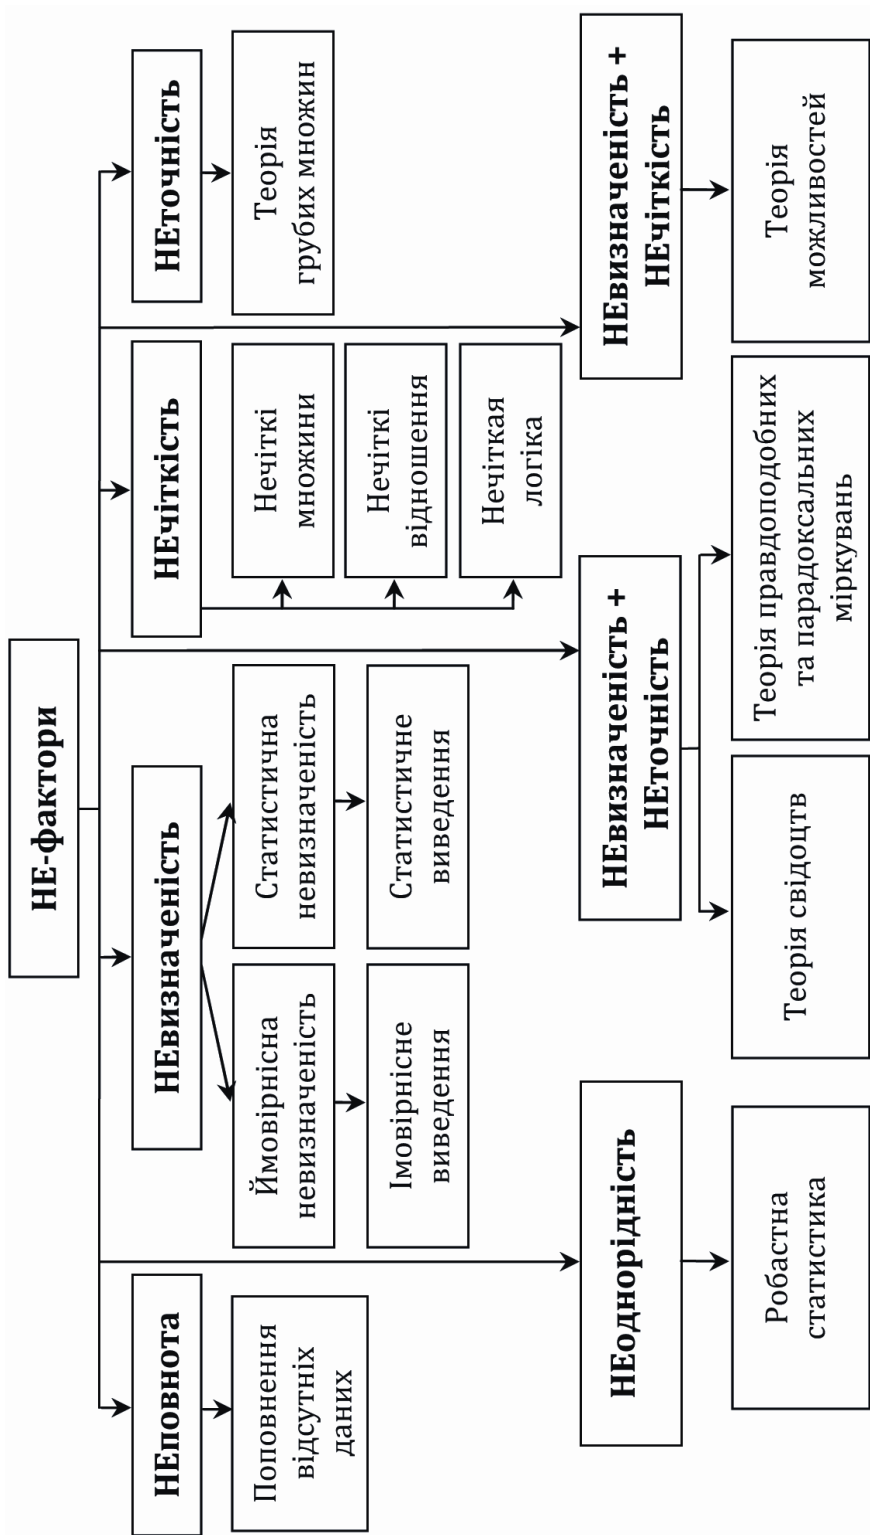 НЕ-фактори
НЕповнота
Поповнення
відсутніх
даних
НЕвизначеність
Ймовірнісна
невизначеність
Імовірнісне
виведення
Статистична
невизначеність
Статистичне
виведення
НЕчіткість
Нечіткі
множини
Нечіткі
відношення
Нечіткая
логіка
НЕточність
Теорія
грубих множин
НЕоднорідність
Робастна
статистика
НЕвизначеність +
НЕточність
Теорія свідоцтв
Теорія правдоподобних
та парадоксальних
міркувань
НЕвизначеність +
НЕчіткість
Теорія
можливостей